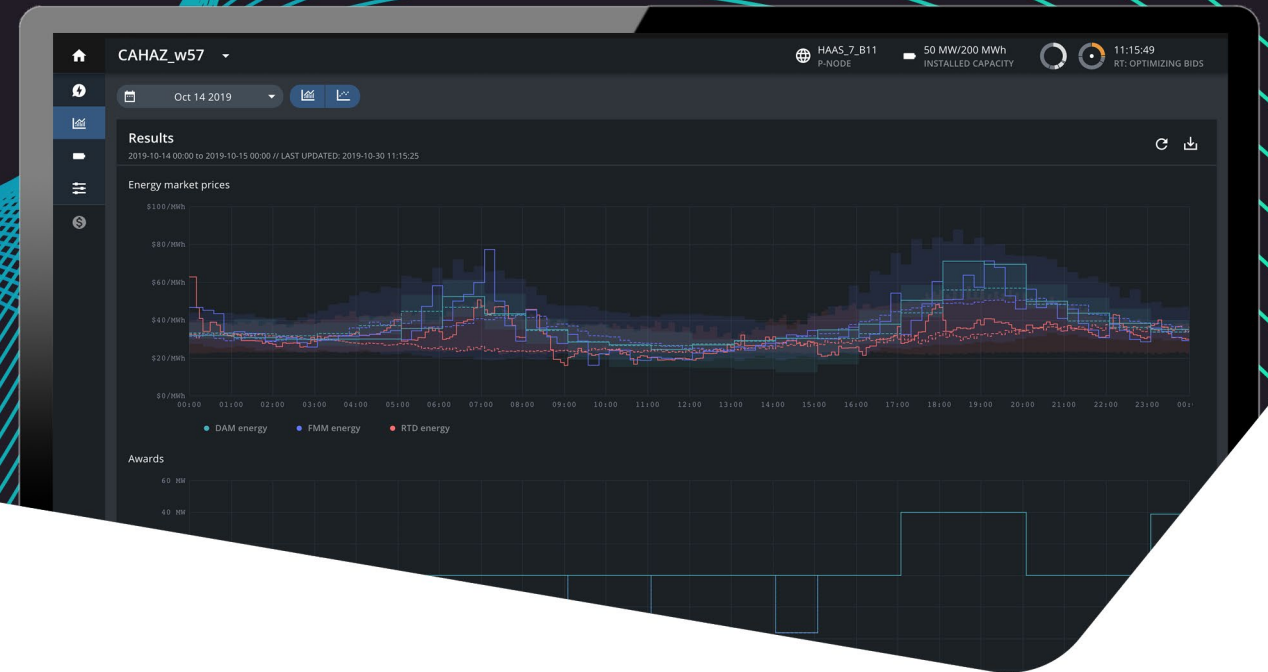 CAHAZ_w57
HAAS_7_B11
P-NODE
50 MW/200 MWh
INSTALLED CAPACITY
11:15:49
RT: OPTIMIZING BIDS
Oct 14 2019
Results
2019-10-14 00:00 to 2019-10-15 00:00 // LAST UPDATED: 2019-10-30 11:15:25
Energy market prices
$100/MWh
$80/MWh
$60/MWh
$40/MWh
$20/MWh
$0/MWh
00:00 01:00 02:00 03:00 04:00 05:00 06:00 07:00 08:00 09:00 10:00 11:00 12:00 13:00 14:00 15:00 16:00 17:00 18:00 19:00 20:00 21:00 22:00 23:00 00:
DAM energy FMM energy RTD energy
Awards
60 MW
40 MW